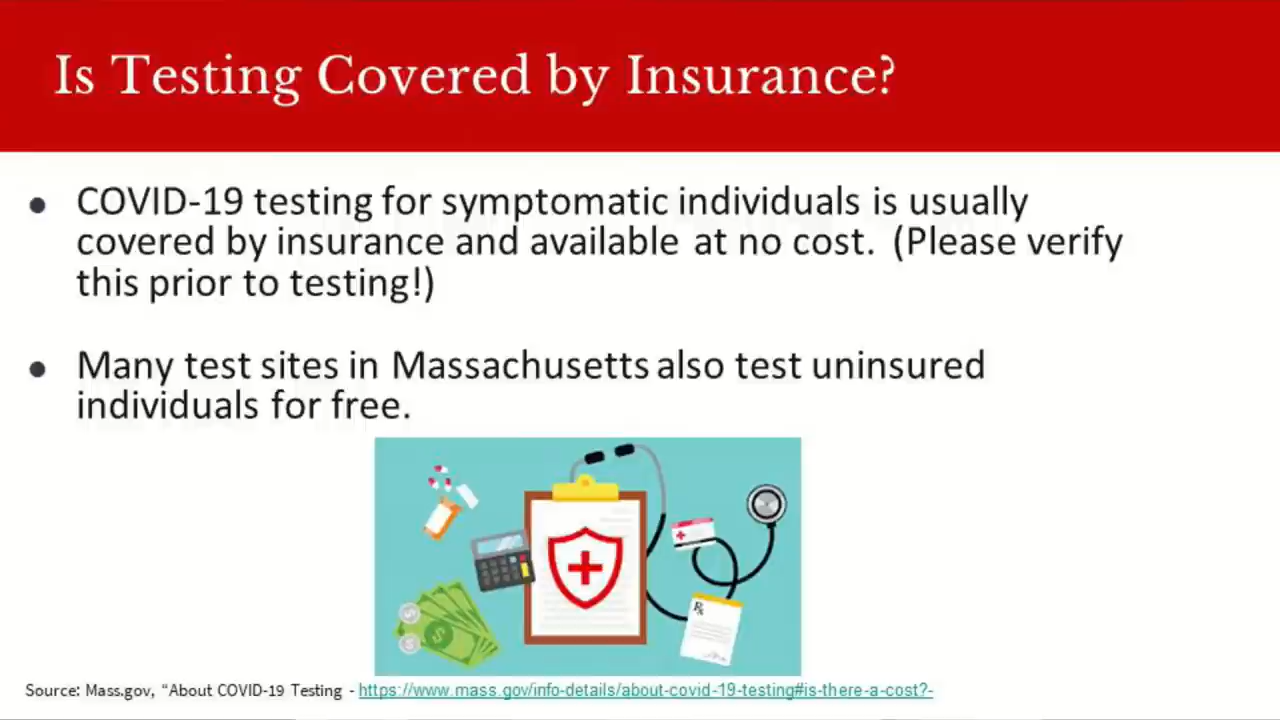 Is Testing Covered by Insurance?
● COVID-19 testing for symptomatic individuals is usually
covered by insurance and available at no cost. (Please verify
this prior to testing!)
● Many test sites in Massachusetts also test uninsured
individuals for free.
Rx
Source: Mass.gov, “About COVID-19 Testing - https://www.mass.gov/info-details/about-covid-19-testing#is-there-a-cost?-